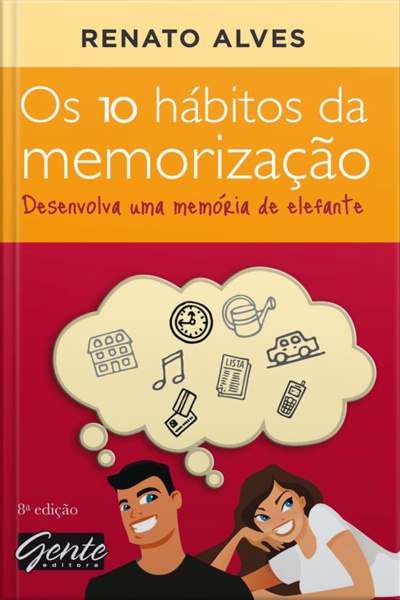 RENATO ALVES
Os 10 hábitos da
memorização
Desenvolva uma memória de elefante
LISTA
8ª edição
Gente
editora